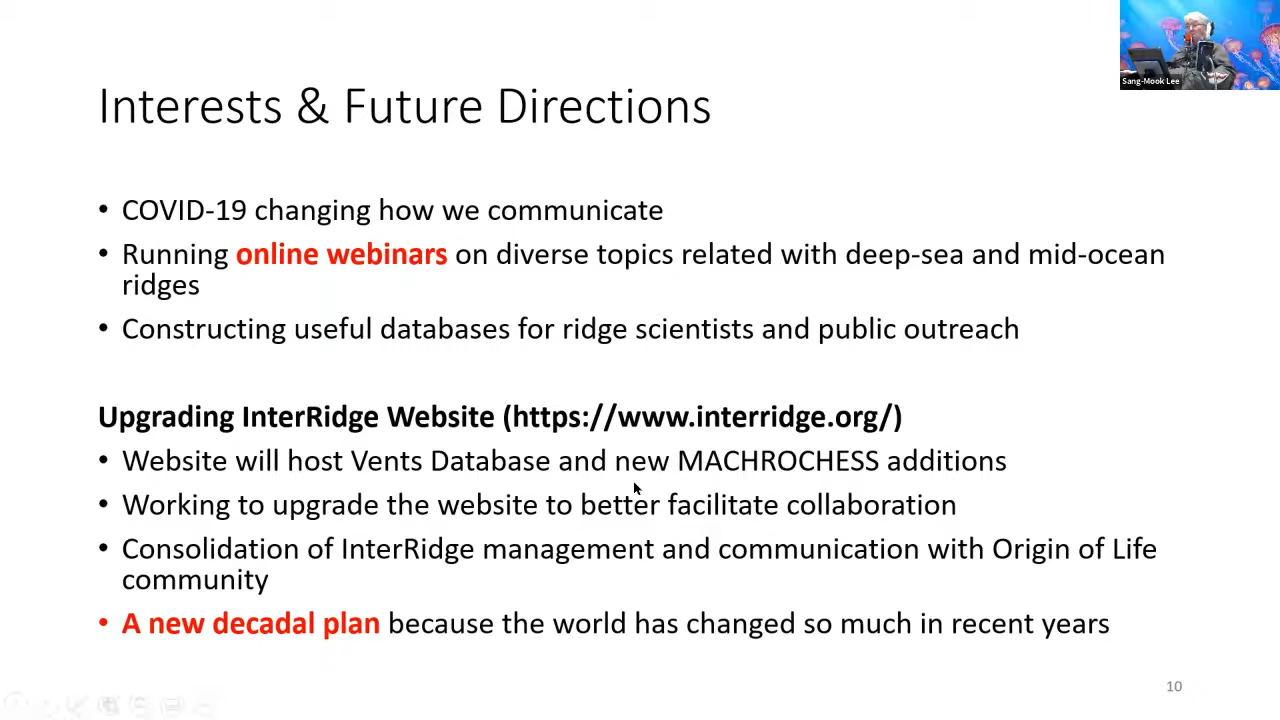 Sang-Mook Lee
Interests & Future Directions
• COVID-19 changing how we communicate
• Running online webinars on diverse topics related with deep-sea and mid-ocean
ridges
• Constructing useful databases for ridge scientists and public outreach
Upgrading InterRidge Website (https://www.interridge.org/)
• Website will host Vents Database and new MACHROCHESS additions
• Working to upgrade the website to better facilitate collaboration
• Consolidation of InterRidge management and communication with Origin of Life
community
• A new decadal plan because the world has changed so much in recent years
10